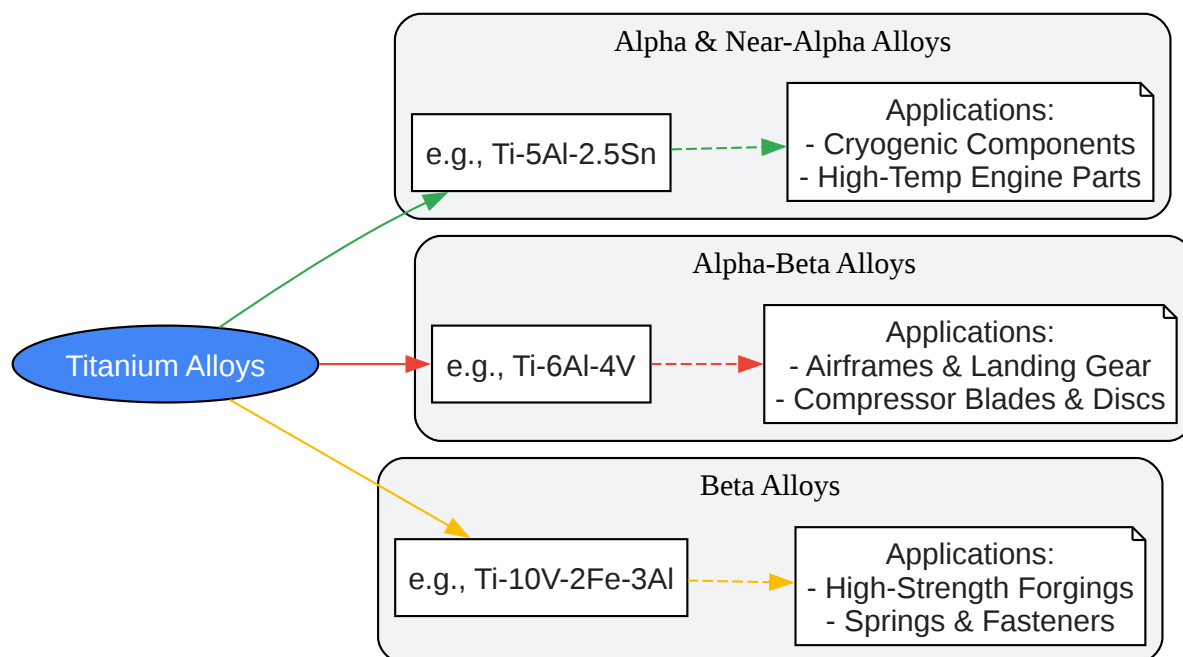 Alpha & Near-Alpha Alloys
e.g., Ti-5Al-2.5Sn
Applications:
- Cryogenic Components
- High-Temp Engine Parts
Titanium Alloys
Alpha-Beta Alloys
e.g., Ti-6Al-4V
Applications:
- Airframes & Landing Gear
- Compressor Blades & Discs
Beta Alloys
e.g., Ti-10V-2Fe-3Al
Applications:
- High-Strength Forgings
- Springs & Fasteners